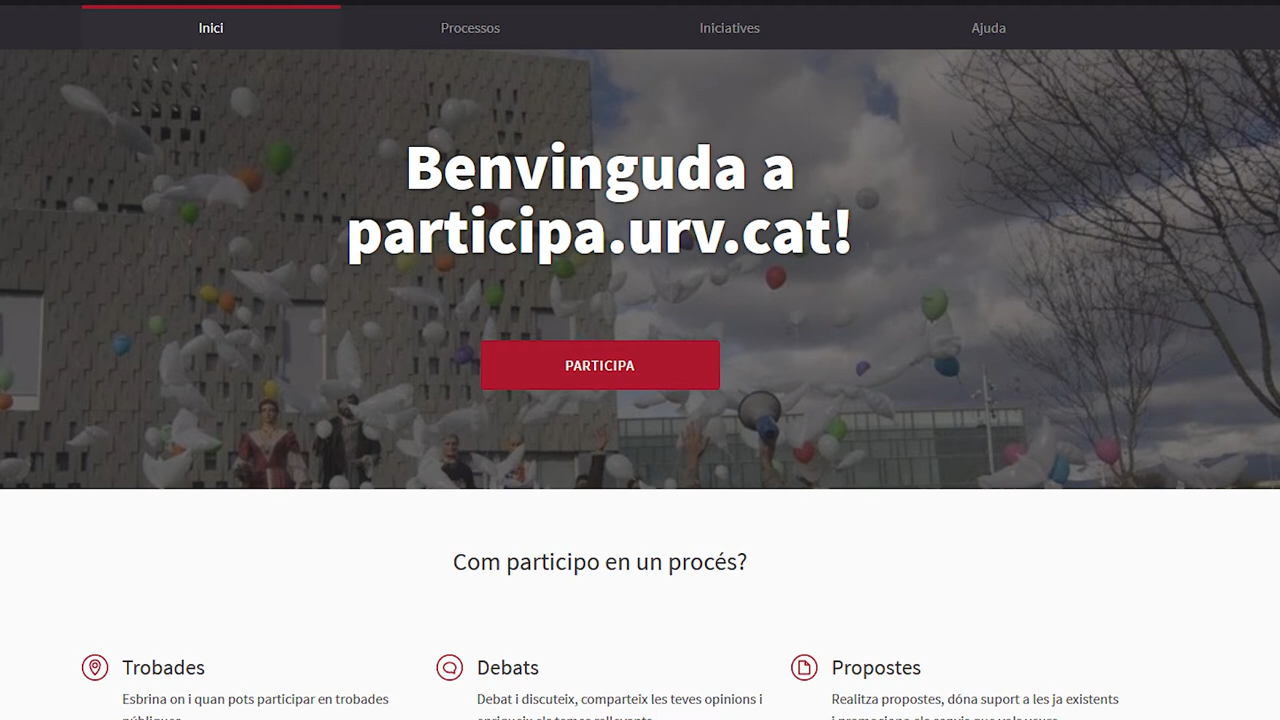 Inici
Processos
Iniciatives
Ajuda
Benvinguda a
participa.urv.cat!
PARTICIPA
Com participo en un procés?
Trobades
Esbrina on i quan pots participar en trobades
Debats
Debat i discuteix, comparteix les teves opinions i
Propostes
Realitza propostes, dóna suport a les ja existents